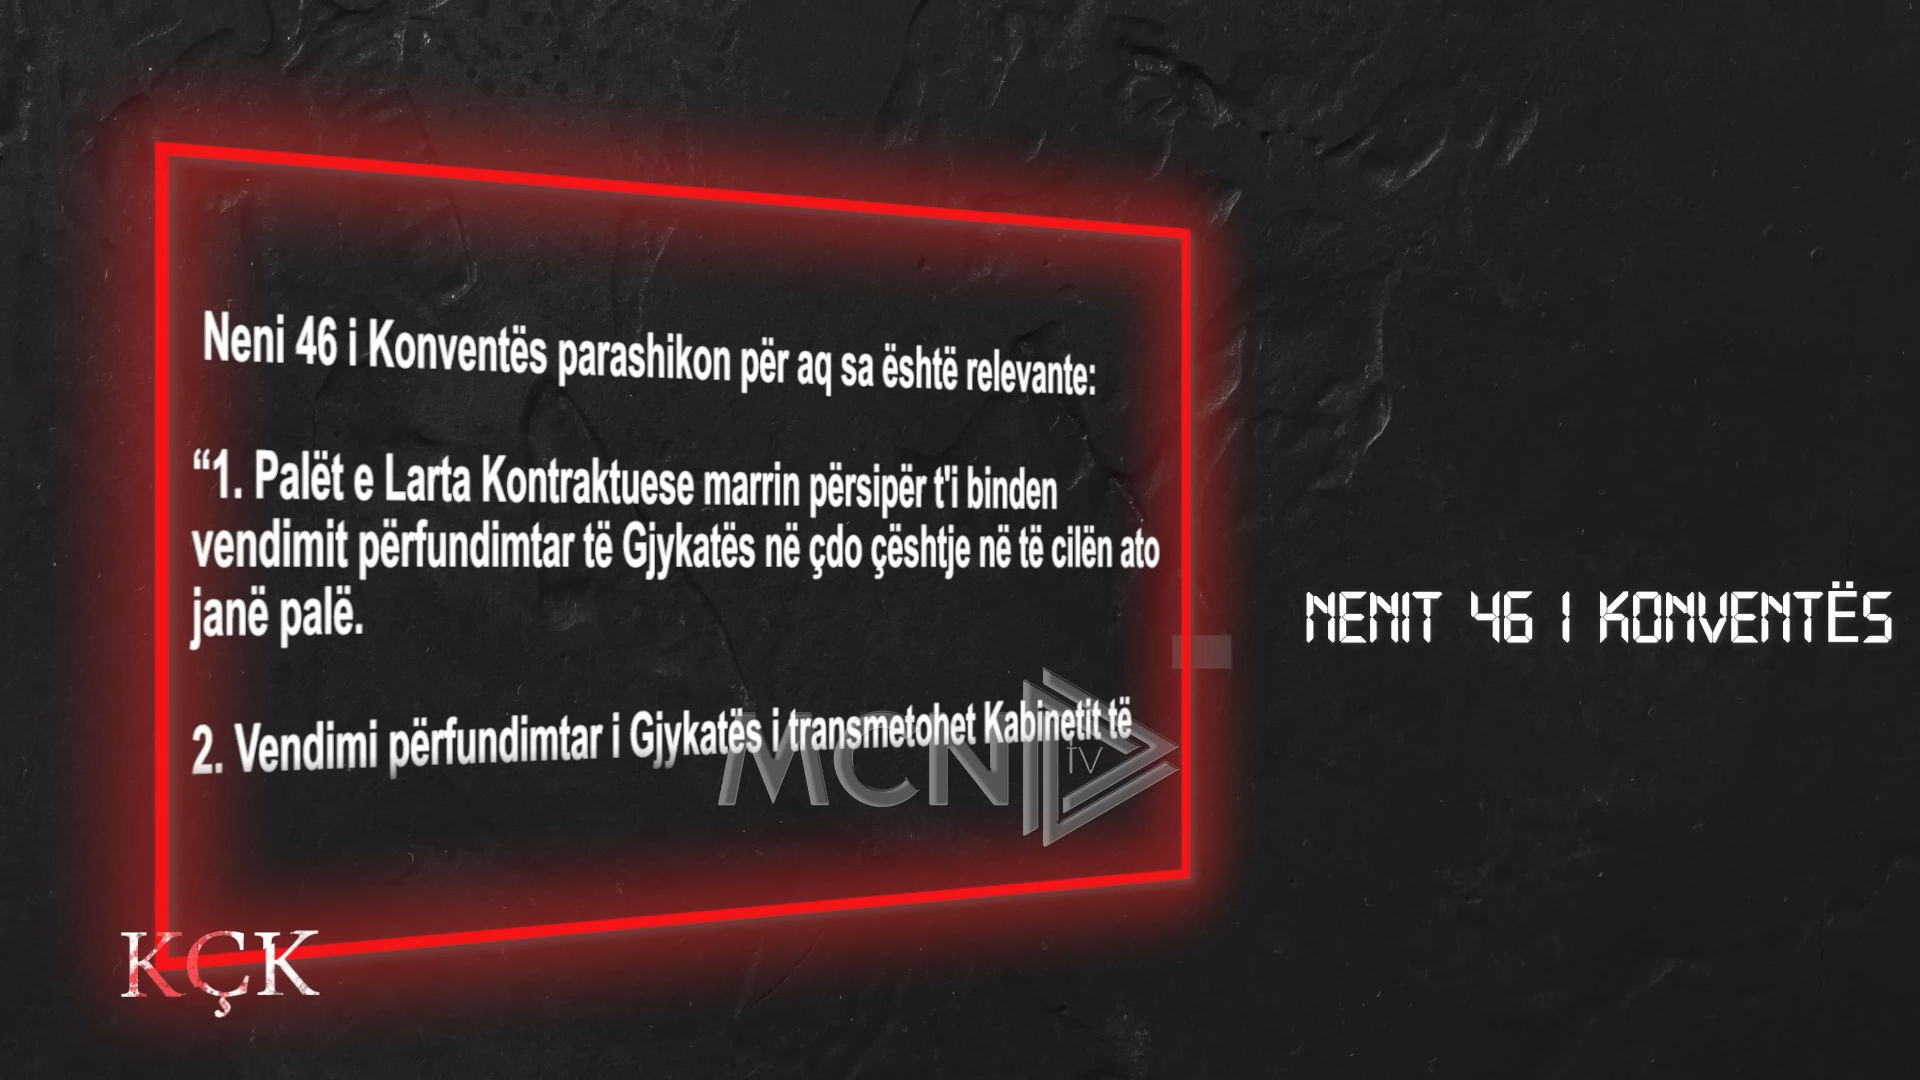 Neni 46 i Konventës parashikon për aq sa është relevante:
“1. Palët e Larta Kontraktuese marrin përsipër t'i binden
vendimit përfundimtar të Gjykatës në çdo çështje në të cilën ato
janë palë.
2. Vendimi përfundimtar i Gjykatës i transmetohet Kabinetit të
MCN TV
NENIT 46 I KONVENTËS
KÇK